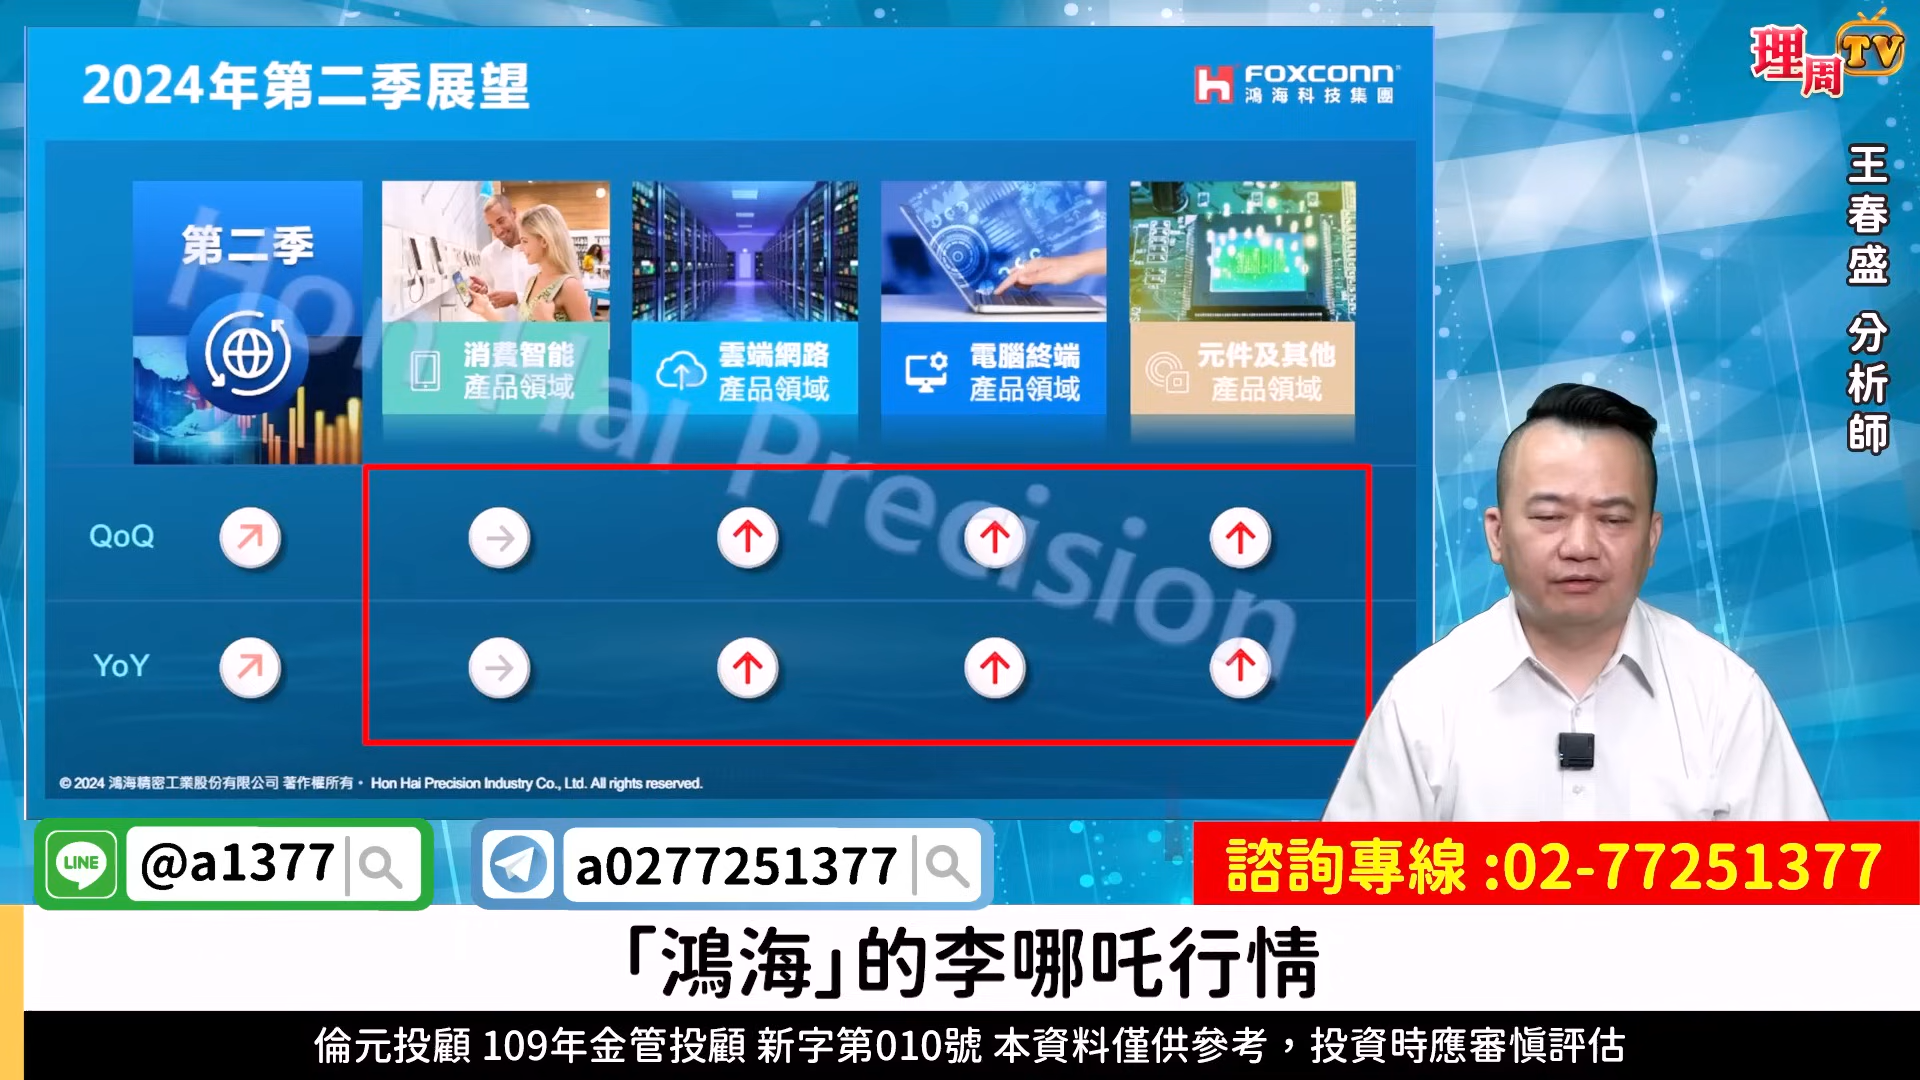 2024年第二季展望
FOXCONN
鴻海科技集團
理周TV
王春盛 分析師
第二季
消費智能
產品領域
雲端網路
產品領域
電腦終端
產品領域
元件及其他
產品領域
Hon Hai Precision
QoQ
YoY
© 2024 鴻海精密工業股份有限公司 著作權所有。 Hon Hai Precision Industry Co., Ltd. All rights reserved.
LINE
@a1377
a0277251377
諮詢專線 :02-77251377
「鴻海」的李哪吒行情
倫元投顧 109年金管投顧 新字第010號 本資料僅供參考，投資時應審慎評估